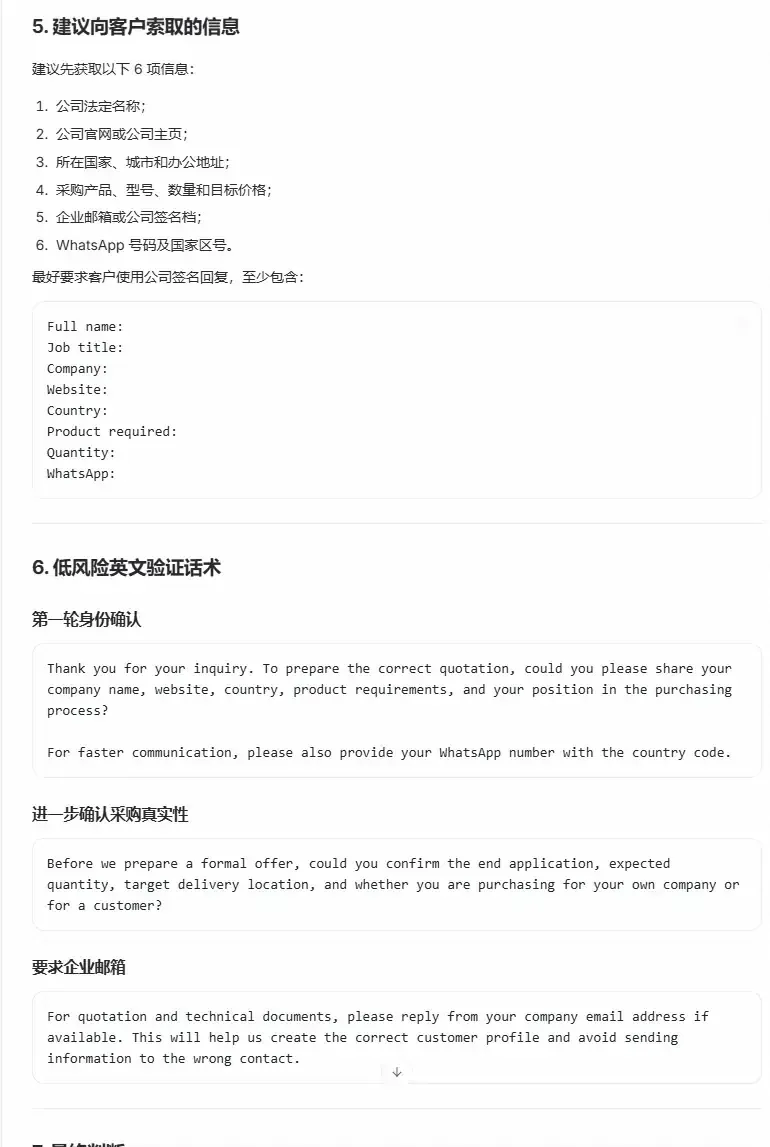 5. 建议向客户索取的信息
建议先获取以下 6 项信息：
1. 公司法定名称；
2. 公司官网或公司主页；
3. 所在国家、城市和办公地址；
4. 采购产品、型号、数量和目标价格；
5. 企业邮箱或公司签名档；
6. WhatsApp 号码及国家区号。
最好要求客户使用公司签名回复，至少包含：
Full name:
Job title:
Company:
Website:
Country:
Product required:
Quantity:
WhatsApp:
6. 低风险英文验证话术
第一轮身份确认
Thank you for your inquiry. To prepare the correct quotation, could you please share your
company name, website, country, product requirements, and your position in the purchasing
process?
For faster communication, please also provide your WhatsApp number with the country code.
进一步确认采购真实性
Before we prepare a formal offer, could you confirm the end application, expected
quantity, target delivery location, and whether you are purchasing for your own company or
for a customer?
要求企业邮箱
For quotation and technical documents, please reply from your company email address if
available. This will help us create the correct customer profile and avoid sending
information to the wrong contact.